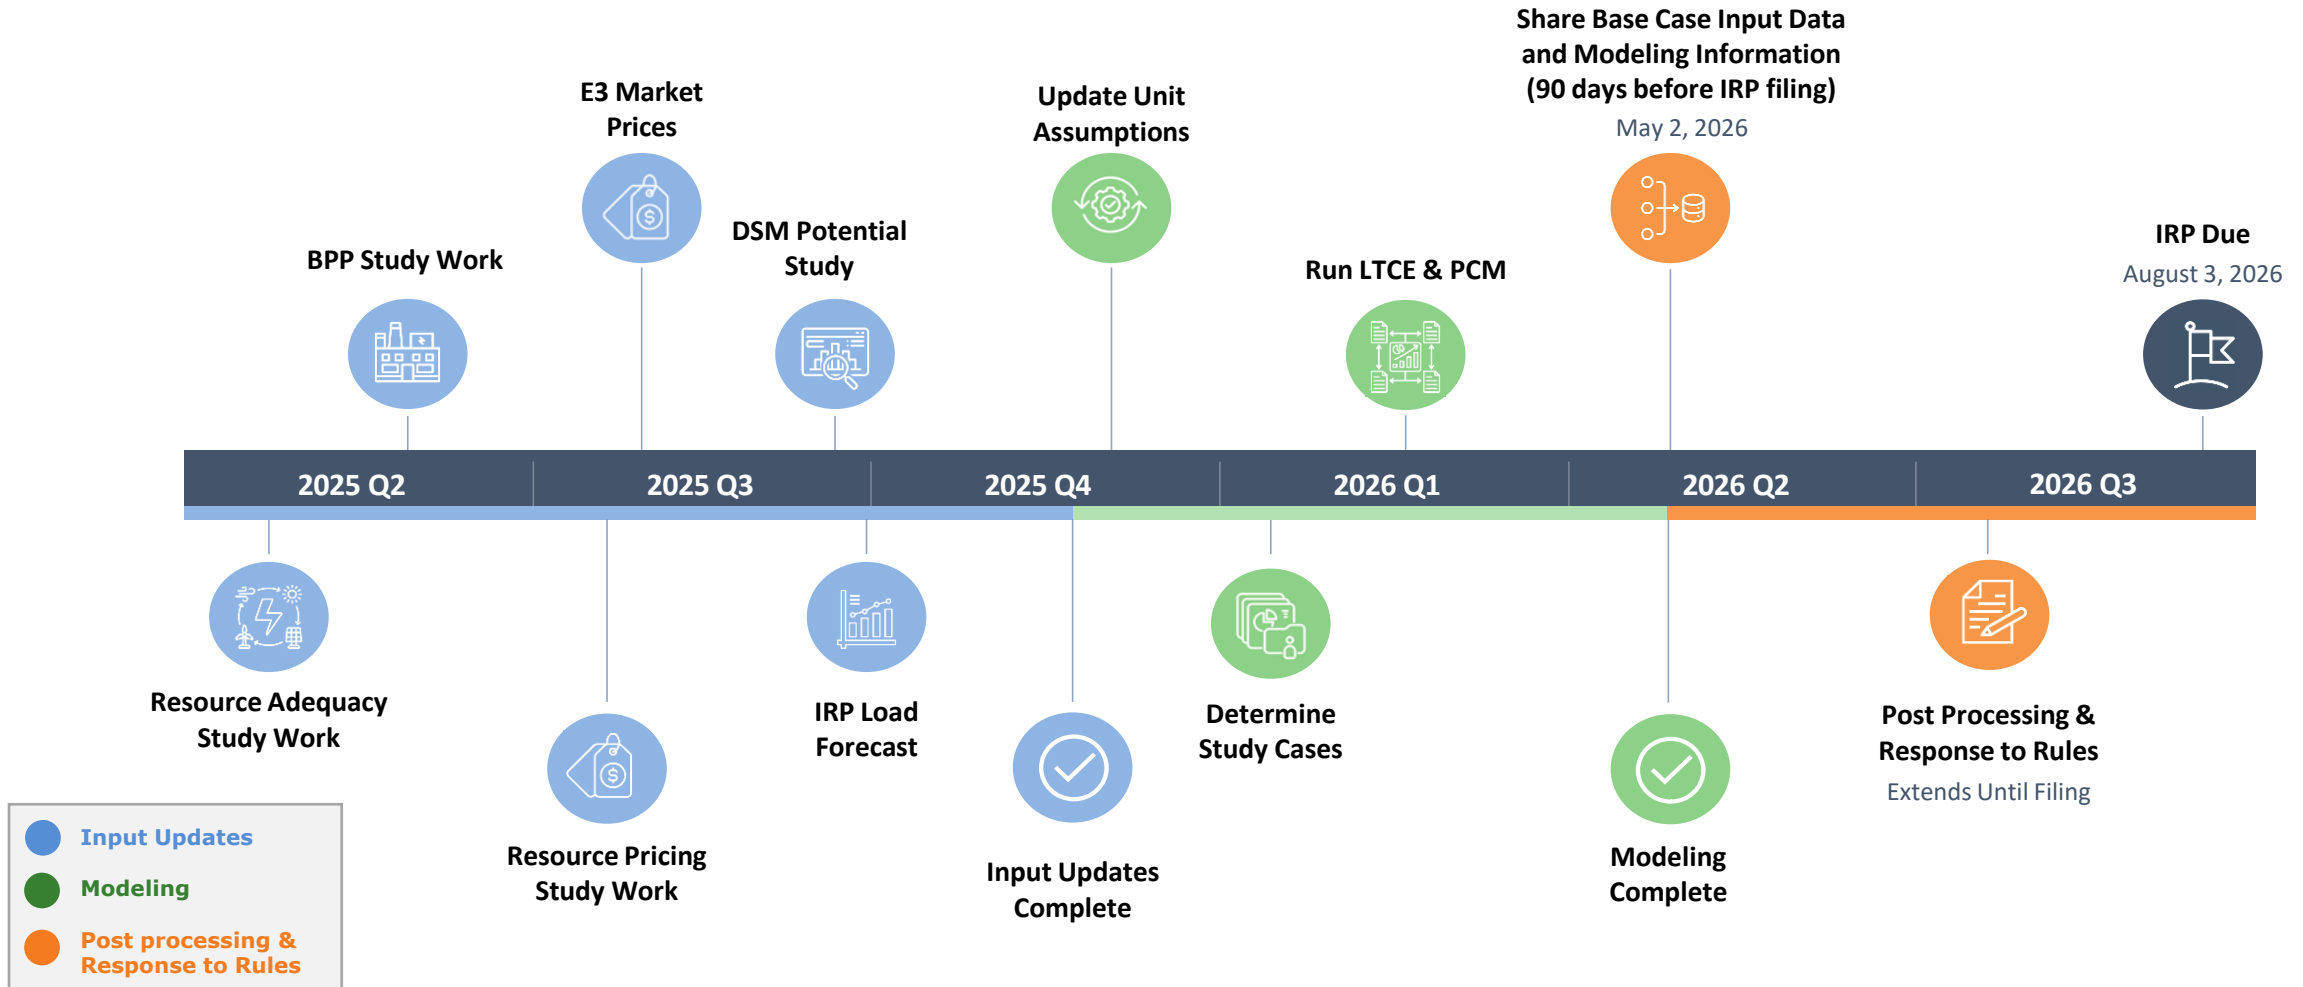 Share Base Case Input Data
and Modeling Information
(90 days before IRP filing)
May 2, 2026
E3 Market
Prices
Update Unit
Assumptions
DSM Potential
Study
BPP Study Work
Run LTCE & PCM
IRP Due
August 3, 2026
2025 Q2
2025 Q3
2025 Q4
2026 Q1
2026 Q2
2026 Q3
Resource Adequacy
Study Work
Resource Pricing
Study Work
IRP Load
Forecast
Input Updates
Complete
Determine
Study Cases
Modeling
Complete
Post Processing &
Response to Rules
Extends Until Filing
Input Updates
Modeling
Post processing &
Response to Rules